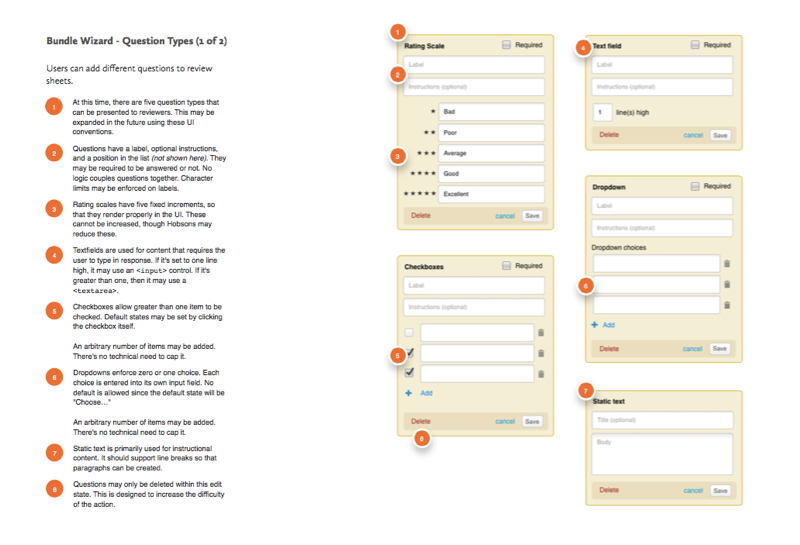 Bundle Wizard - Question Types (1 of 2)
Users can add different questions to review
sheets.
1
At this time, there are five question types that
can be presented to reviewers. This may be
expanded in the future using these UI
conventions.
2
Questions have a label, optional instructions,
and a position in the list (not shown here). They
may be required to be answered or not. No
logic couples questions together. Character
limits may be enforced on labels.
3
Rating scales have five fixed increments, so
that they render properly in the UI. These
cannot be increased, though Hobsons may
reduce these.
4
Textfields are used for content that requires the
user to type in response. If it's set to one line
high, it may use an <input> control. If it's
greater than one, then it may use a
<textarea>.
5
Checkboxes allow greater than one item to be
checked. Default states may be set by clicking
the checkbox itself.
An arbitrary number of items may be added.
There's no technical need to cap it.
6
Dropdowns enforce zero or one choice. Each
choice is entered into its own input field. No
default is allowed since the default state will be
"Choose..."
An arbitrary number of items may be added.
There's no technical need to cap it.
7
Static text is primarily used for instructional
content. It should support line breaks so that
paragraphs can be created.
8
Questions may only be deleted within this edit
state. This is designed to increase the difficulty
of the action.
1
Rating Scale Required
Label
2
Instructions (optional)
★ Bad
★★ Poor
3
★★★ Average
★★★★ Good
★★★★★ Excellent
Delete cancel Save
Checkboxes Required
Label
Instructions (optional)
5
+ Add
Delete cancel Save
8
4
Text field Required
Label
Instructions (optional)
1 line(s) high
Delete cancel Save
Dropdown Required
Label
Instructions (optional)
Dropdown choices
6
+ Add
Delete cancel Save
7
Static text
Title (optional)
Body
Delete cancel Save